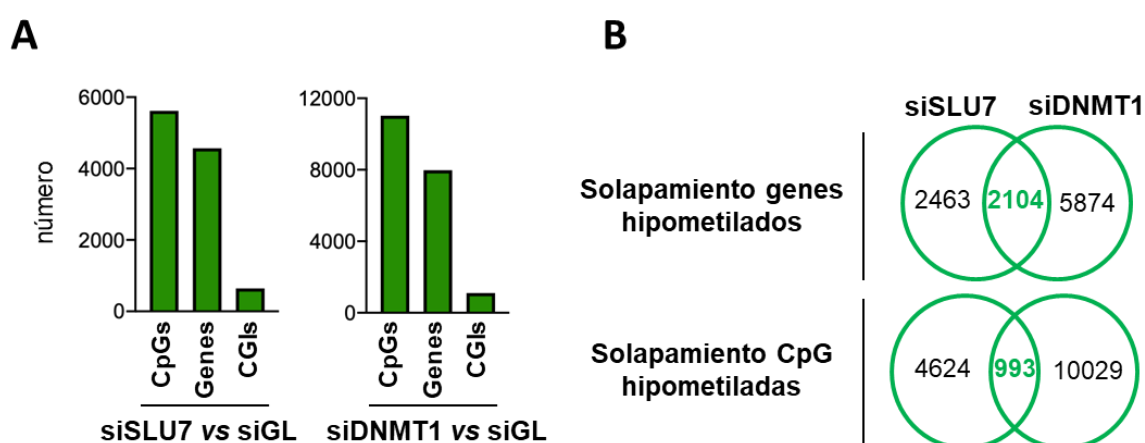 A
6000
4000
2000
0
número
CpGs
Genes
CGIs
siSLU7 vs siGL
12000
8000
4000
0
CpGs
Genes
CGIs
siDNMT1 vs siGL
B
siSLU7 siDNMT1
Solapamiento genes
hipometilados
2463 2104 5874
Solapamiento CpG
hipometiladas
4624 993 10029